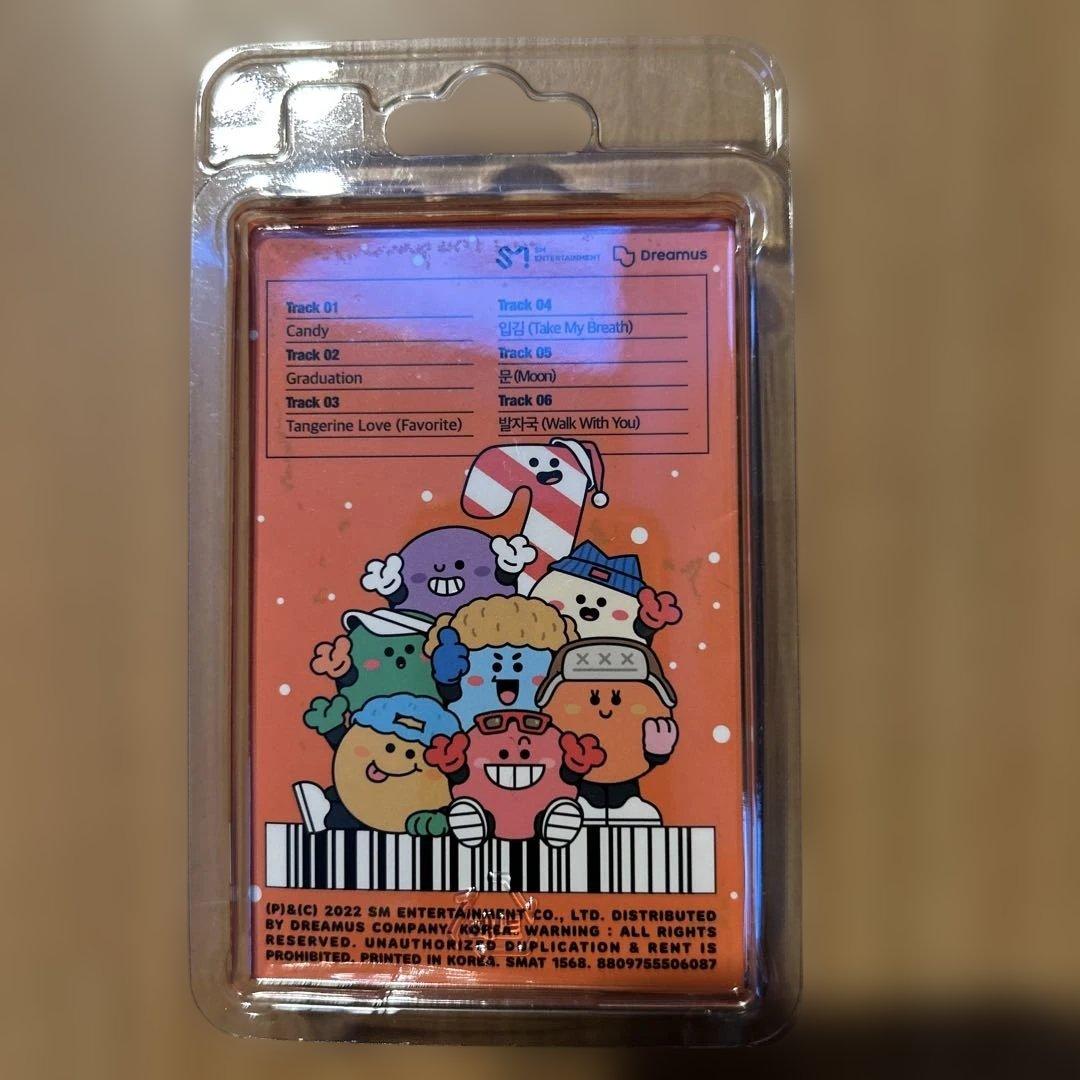 SM
SM
ENTERTAINMENT
Dreamus
Track 01
Candy
Track 02
Graduation
Track 03
Tangerine Love (Favorite)
Track 04
입김 (Take My Breath)
Track 05
문 (Moon)
Track 06
발자국 (Walk With You)
(P)&(C) 2022 SM ENTERTAINMENT CO., LTD. DISTRIBUTED
BY DREAMUS COMPANY. KOREA. WARNING : ALL RIGHTS
RESERVED. UNAUTHORIZED DUPLICATION & RENT IS
PROHIBITED. PRINTED IN KOREA. SMAT 1568. 8809755506087